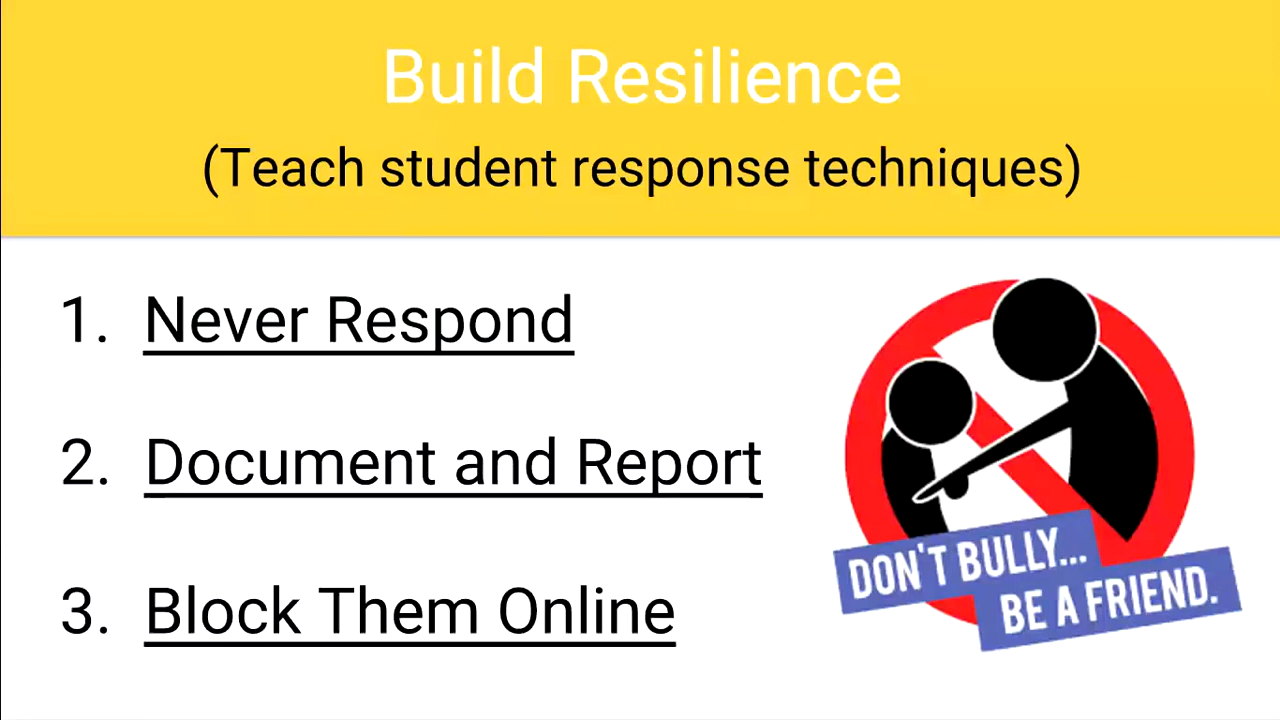 Build Resilience
(Teach student response techniques)
1. Never Respond
2. Document and Report
3. Block Them Online
DON'T BULLY...
BE A FRIEND.